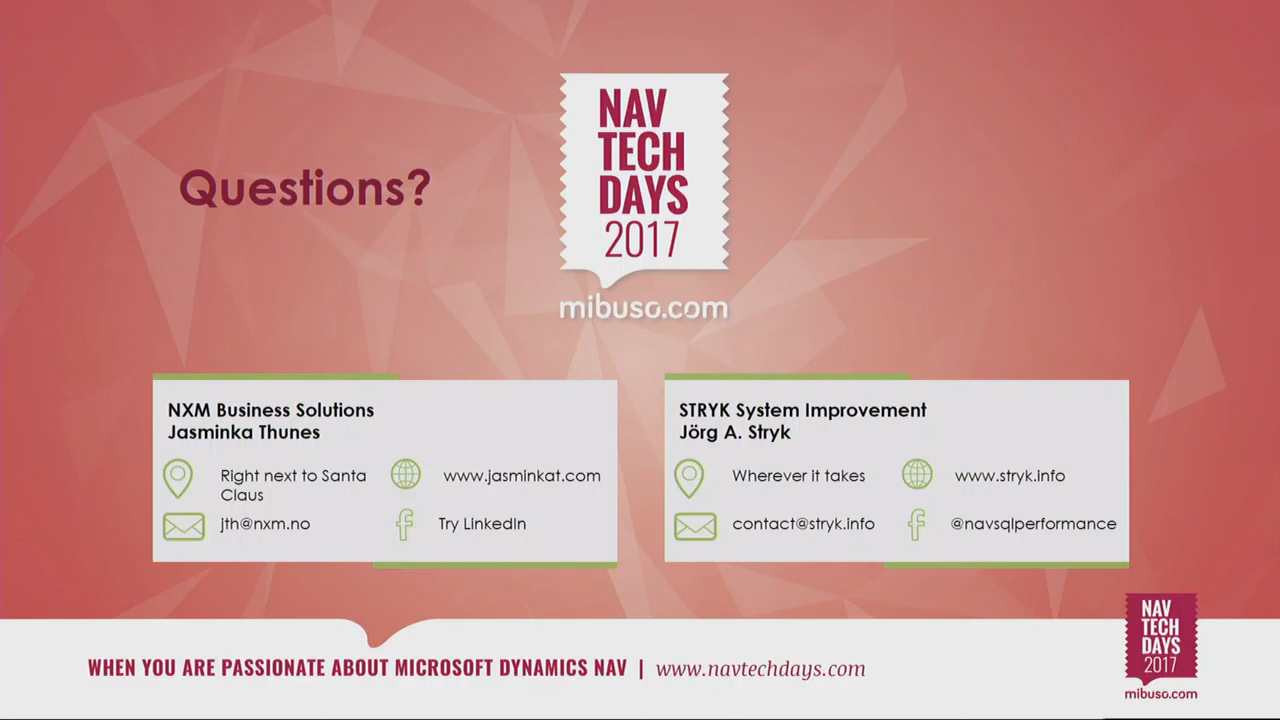 NAV
TECH
DAYS
2017
mibuso.com
Questions?
NXM Business Solutions
Jasminka Thunes
Right next to Santa
Claus
www.jasminkat.com
jth@nxm.no
Try LinkedIn
STRYK System Improvement
Jörg A. Stryk
Wherever it takes
www.stryk.info
contact@stryk.info
@navsqlperformance
WHEN YOU ARE PASSIONATE ABOUT MICROSOFT DYNAMICS NAV | www.navtechdays.com
NAV
TECH
DAYS
2017
mibuso.com